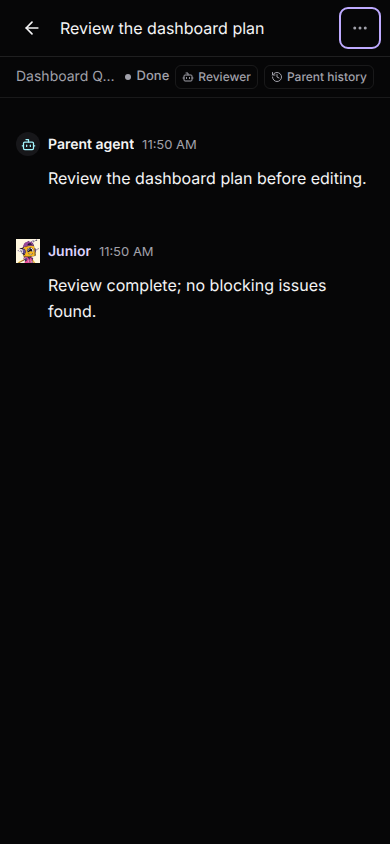 Review the dashboard plan
Dashboard Q... Done Reviewer Parent history
Parent agent 11:50 AM
Review the dashboard plan before editing.
Junior 11:50 AM
Review complete; no blocking issues
found.